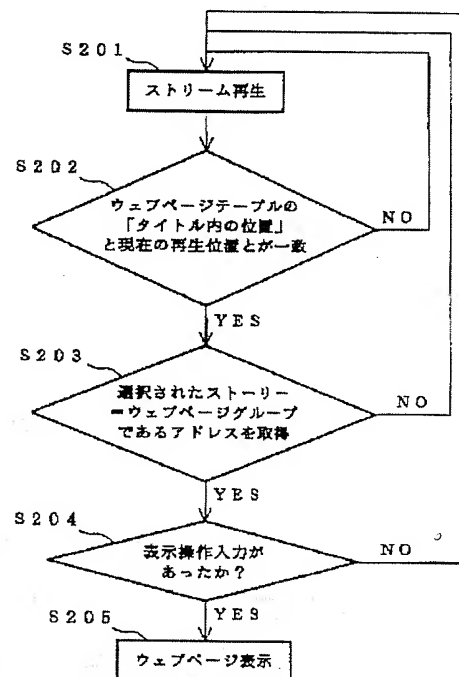 S201
ストリーム再生
S202
ウェブページテーブルの
「タイトル内の位置」
と現在の再生位置とが一致
NO
YES
S203
選択されたストーリー
=ウェブページグループ
であるアドレスを取得
NO
YES
S204
表示操作入力が
あったか?
NO
YES
S205
ウェブページ表示